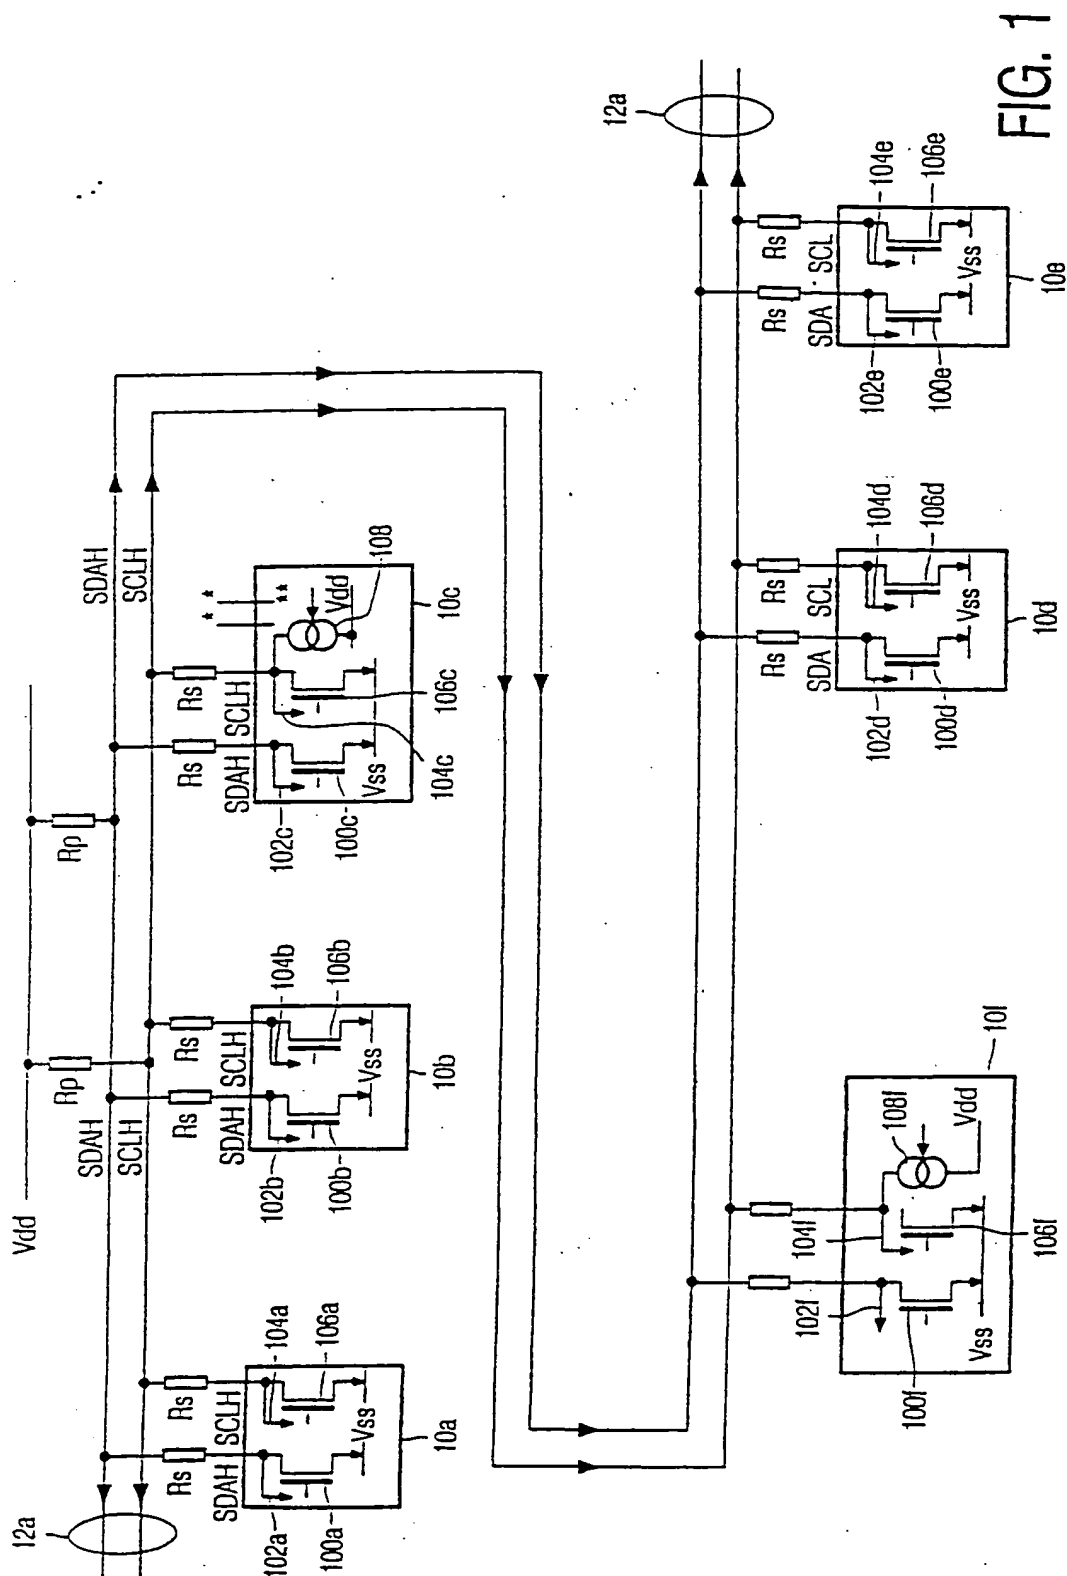 FIG. 1
Vdd
Rp
Rp
12a
SDAH
SCLH
SDAH
SCLH
Rs
Rs
SDAH
SCLH
102a
104a
100a
106a
Vss
10a
Rs
Rs
SDAH
SCLH
102b
104b
100b
106b
Vss
10b
Rs
Rs
SDAH
SCLH
* *
**
102c
100c
104c
106c
108
Vdd
Vss
10c
102f
104f
100f
106f
108f
Vdd
Vss
10f
Rs
Rs
SDA
SCL
102d
104d
100d
106d
Vss
10d
Rs
Rs
SDA
SCL
102e
104e
100e
106e
Vss
10e
12a